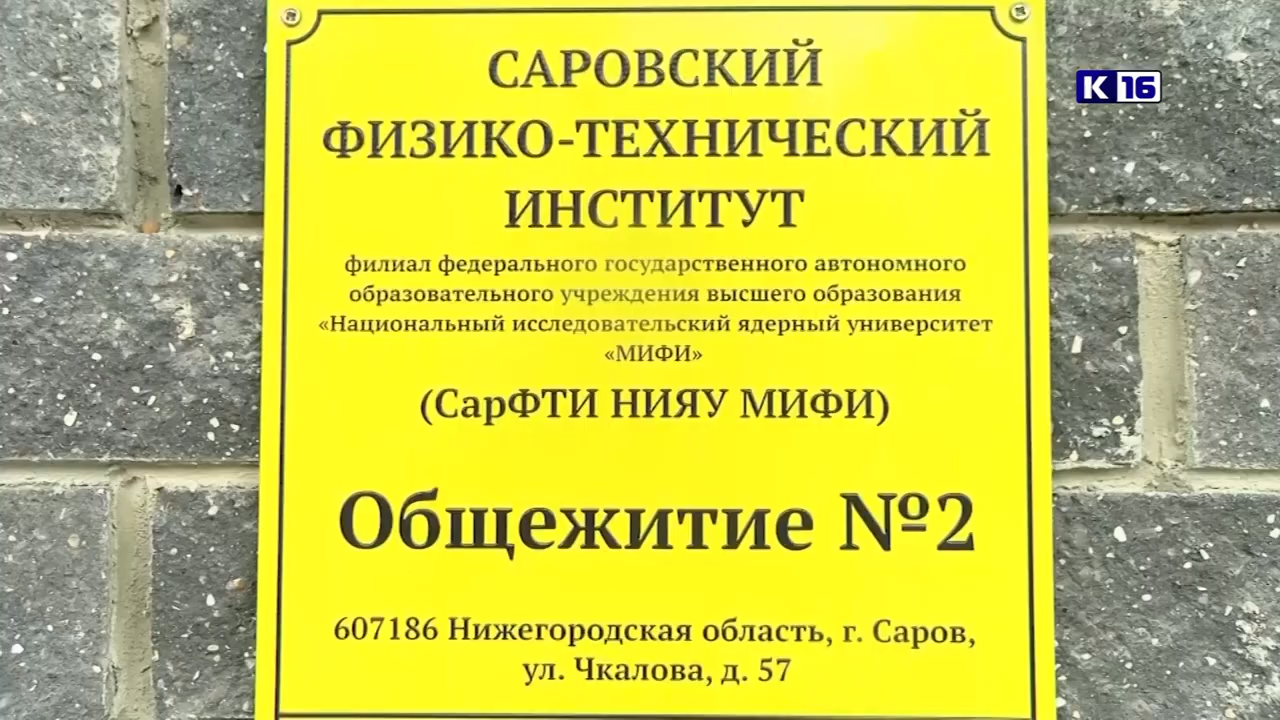 САРОВСКИЙ
ФИЗИКО-ТЕХНИЧЕСКИЙ
ИНСТИТУТ
филиал федерального государственного автономного
образовательного учреждения высшего образования
«Национальный исследовательский ядерный университет
«МИФИ»
(СарФТИ НИЯУ МИФИ)
Общежитие №2
607186 Нижегородская область, г. Саров,
ул. Чкалова, д. 57
К 16